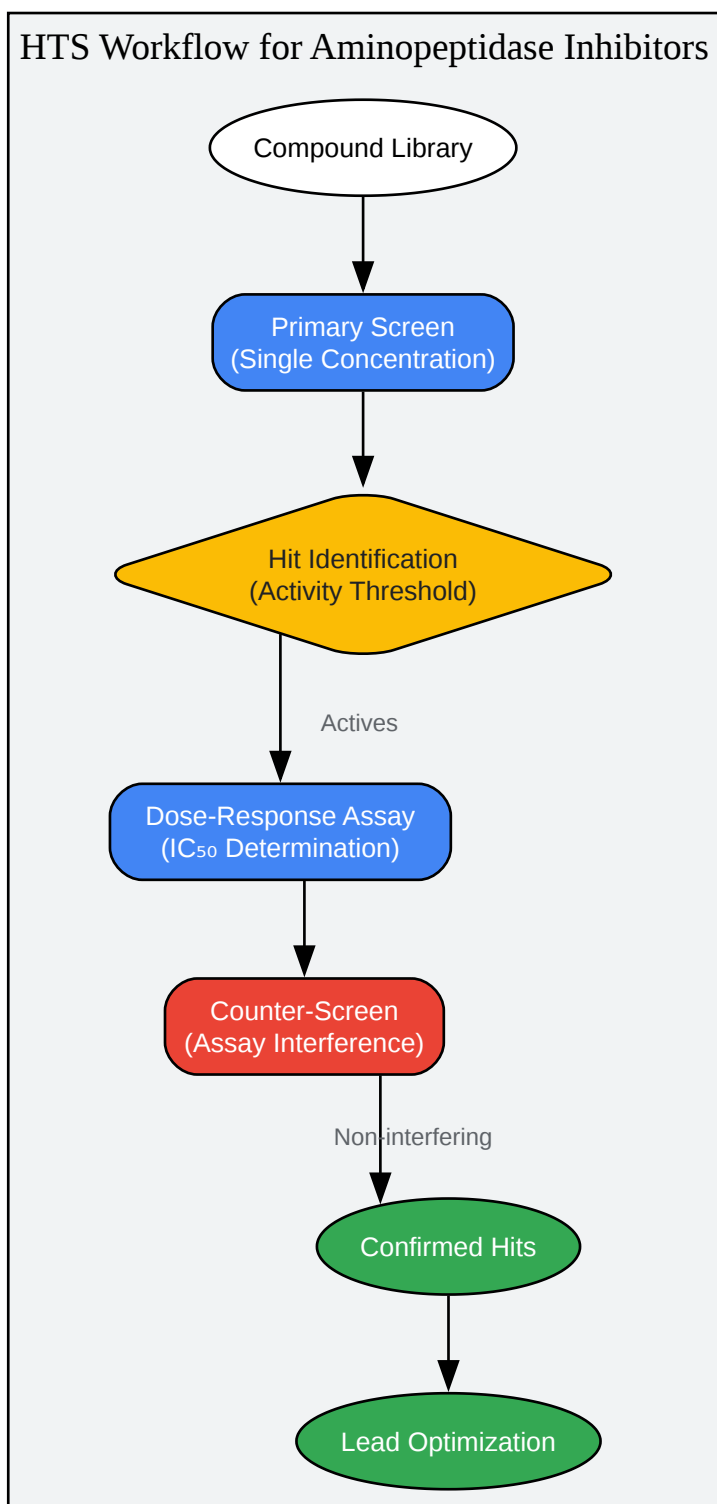 HTS Workflow for Aminopeptidase Inhibitors
Compound Library
Primary Screen
(Single Concentration)
Hit Identification
(Activity Threshold)
Actives
Dose-Response Assay
(IC₅₀ Determination)
Counter-Screen
(Assay Interference)
Non-interfering
Confirmed Hits
Lead Optimization